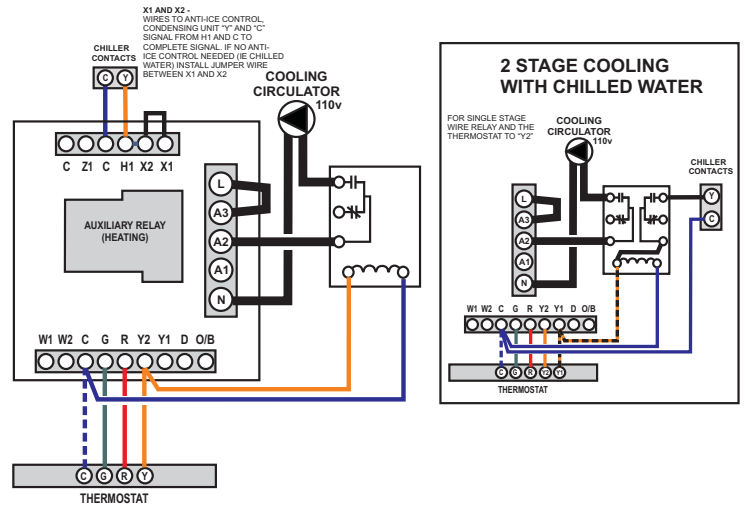 X1 AND X2 -
WIRES TO ANTI-ICE CONTROL,
CONDENSING UNIT "Y" AND "C"
SIGNAL FROM H1 AND C TO
COMPLETE SIGNAL. IF NO ANTI-
ICE CONTROL NEEDED (IE CHILLED
WATER) INSTALL JUMPER WIRE
BETWEEN X1 AND X2
CHILLER
CONTACTS
C Y
COOLING
CIRCULATOR
110v
C Z1 C H1 X2 X1
L
A3
A2
A1
N
AUXILIARY RELAY
(HEATING)
W1 W2 C G R Y2 Y1 D O/B
C G R Y
THERMOSTAT
2 STAGE COOLING
WITH CHILLED WATER
FOR SINGLE STAGE
WIRE RELAY AND THE
THERMOSTAT TO "Y2"
COOLING
CIRCULATOR
110v
CHILLER
CONTACTS
Y
C
L
A3
A2
A1
N
W1 W2 C G R Y2 Y1 D O/B
C G R Y2 Y1
THERMOSTAT